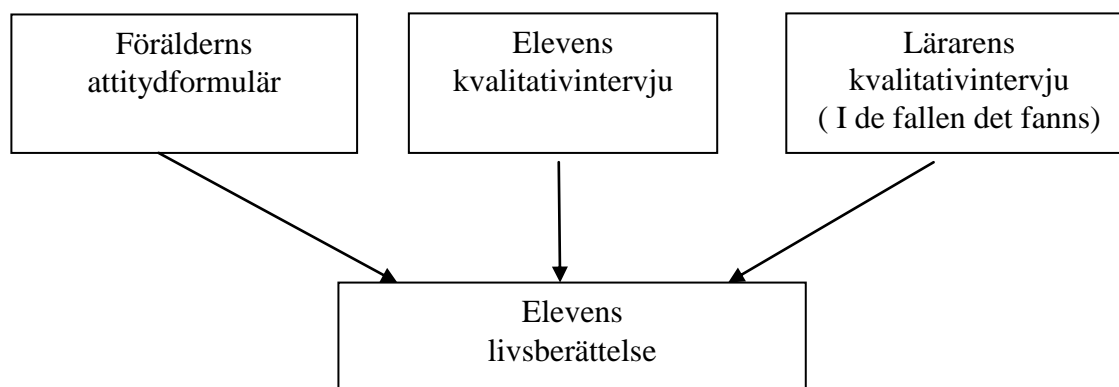 Förälderns
attitydformulär
Elevens
kvalitativintervju
Lärarens
kvalitativintervju
( I de fallen det fanns)
Elevens
livsberättelse